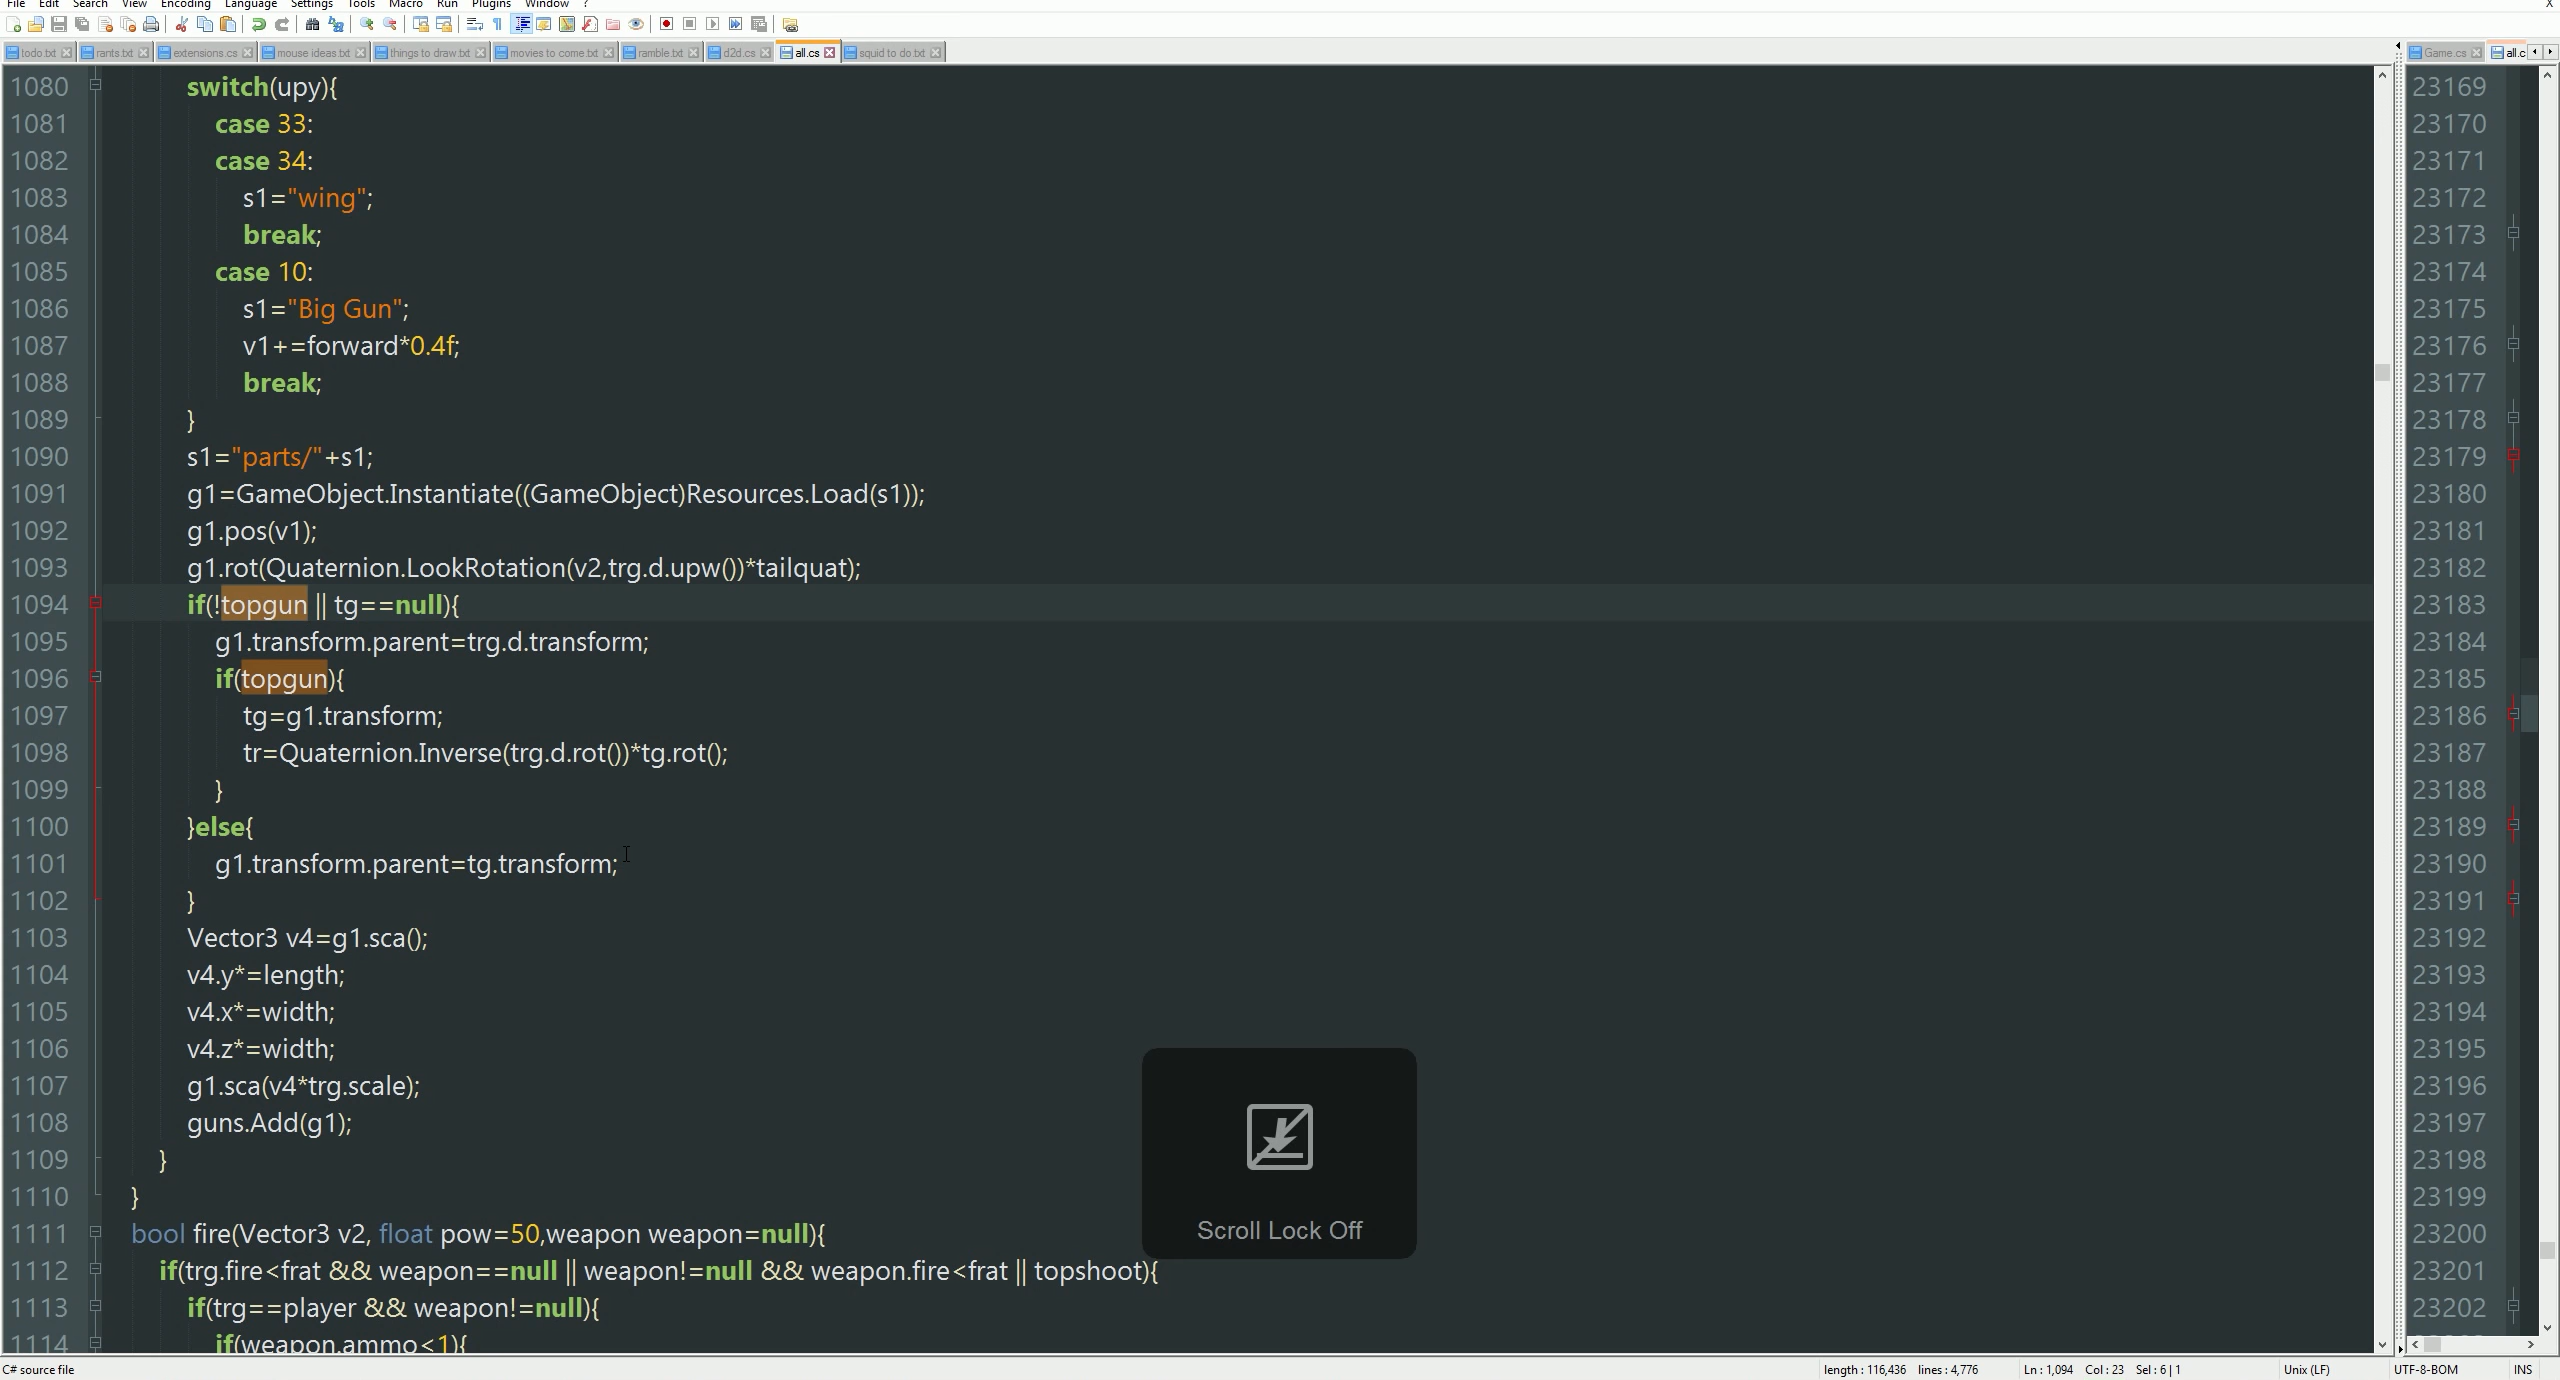 File Edit Search View Encoding Language Settings Tools Macro Run Plugins Window ? X
todo.txt rants.txt extensions.cs mouse ideas.txt things to draw.txt movies to come.txt ramble.txt d2d.cs all.cs squid to do.txt Game.cs all.c
1080 switch(upy){
1081 case 33:
1082 case 34:
1083 s1="wing";
1084 break;
1085 case 10:
1086 s1="Big Gun";
1087 v1+=forward*0.4f;
1088 break;
1089 }
1090 s1="parts/"+s1;
1091 g1=GameObject.Instantiate((GameObject)Resources.Load(s1));
1092 g1.pos(v1);
1093 g1.rot(Quaternion.LookRotation(v2,trg.d.upw())*tailquat);
1094 if(!topgun || tg==null){
1095 g1.transform.parent=trg.d.transform;
1096 if(topgun){
1097 tg=g1.transform;
1098 tr=Quaternion.Inverse(trg.d.rot())*tg.rot();
1099 }
1100 }else{
1101 g1.transform.parent=tg.transform;
1102 }
1103 Vector3 v4=g1.sca();
1104 v4.y*=length;
1105 v4.x*=width;
1106 v4.z*=width;
1107 g1.sca(v4*trg.scale);
1108 guns.Add(g1);
1109 }
1110 }
1111 bool fire(Vector3 v2, float pow=50,weapon weapon=null){
1112 if(trg.fire<frat && weapon==null || weapon!=null && weapon.fire<frat || topshoot){
1113 if(trg==player && weapon!=null){
1114 if(weapon.ammo<1){
23169
23170
23171
23172
23173
23174
23175
23176
23177
23178
23179
23180
23181
23182
23183
23184
23185
23186
23187
23188
23189
23190
23191
23192
23193
23194
23195
23196
23197
23198
23199
23200
23201
23202
Scroll Lock Off
C# source file length : 116,436 lines : 4,776 Ln : 1,094 Col : 23 Sel : 6 | 1 Unix (LF) UTF-8-BOM INS